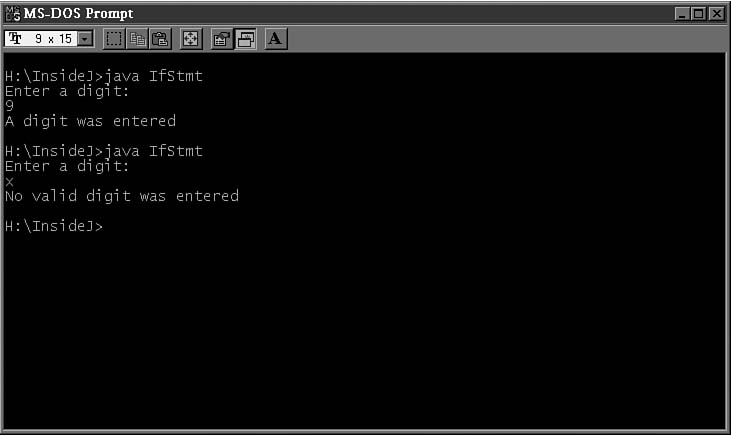 MS-DOS Prompt
9 x 15
A
H:\InsideJ>java IfStmt
Enter a digit:
9
A digit was entered
H:\InsideJ>java IfStmt
Enter a digit:
x
No valid digit was entered
H:\InsideJ>